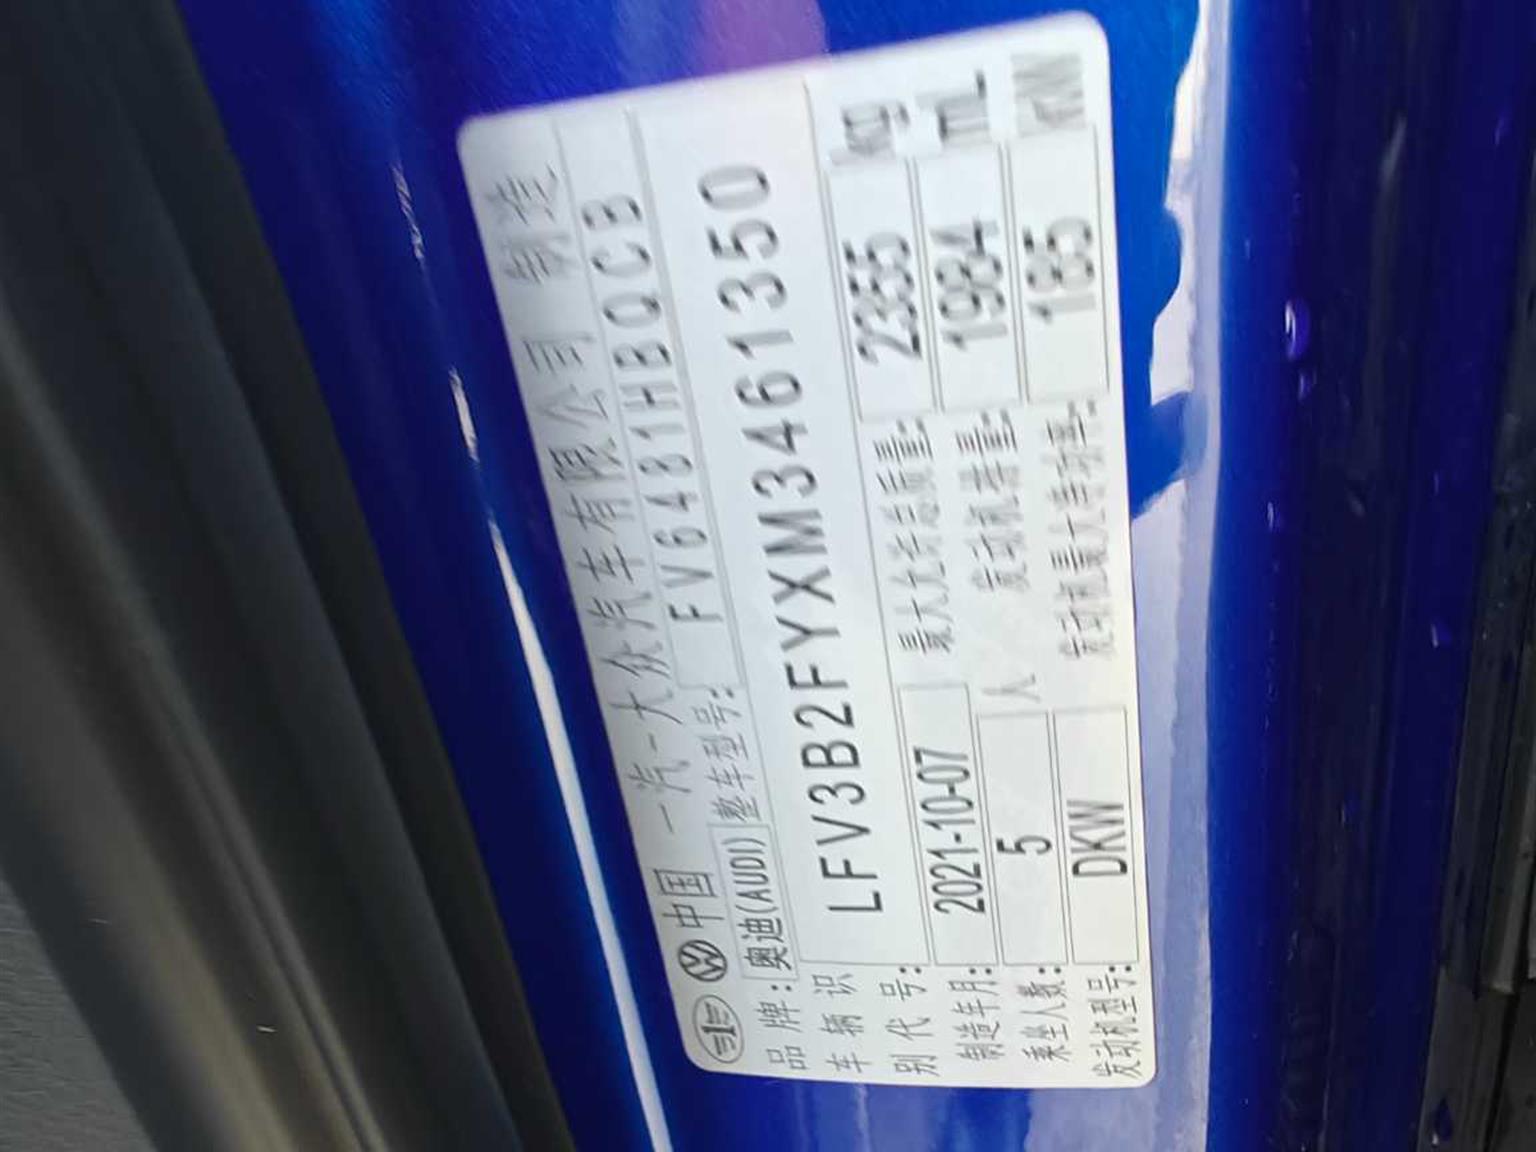 中国 一汽-大众汽车有限公司 制造
品牌: 奥迪(AUDI) 整车型号: FV6481HBQCB
车辆识别代号: LFV3B2FYXM3461350
制造年月: 2021-10-07 最大允许总质量: 2355 kg
乘坐人数: 5 人 发动机排量: 1984 mL
发动机型号: DKW 发动机最大净功率: 185 kW